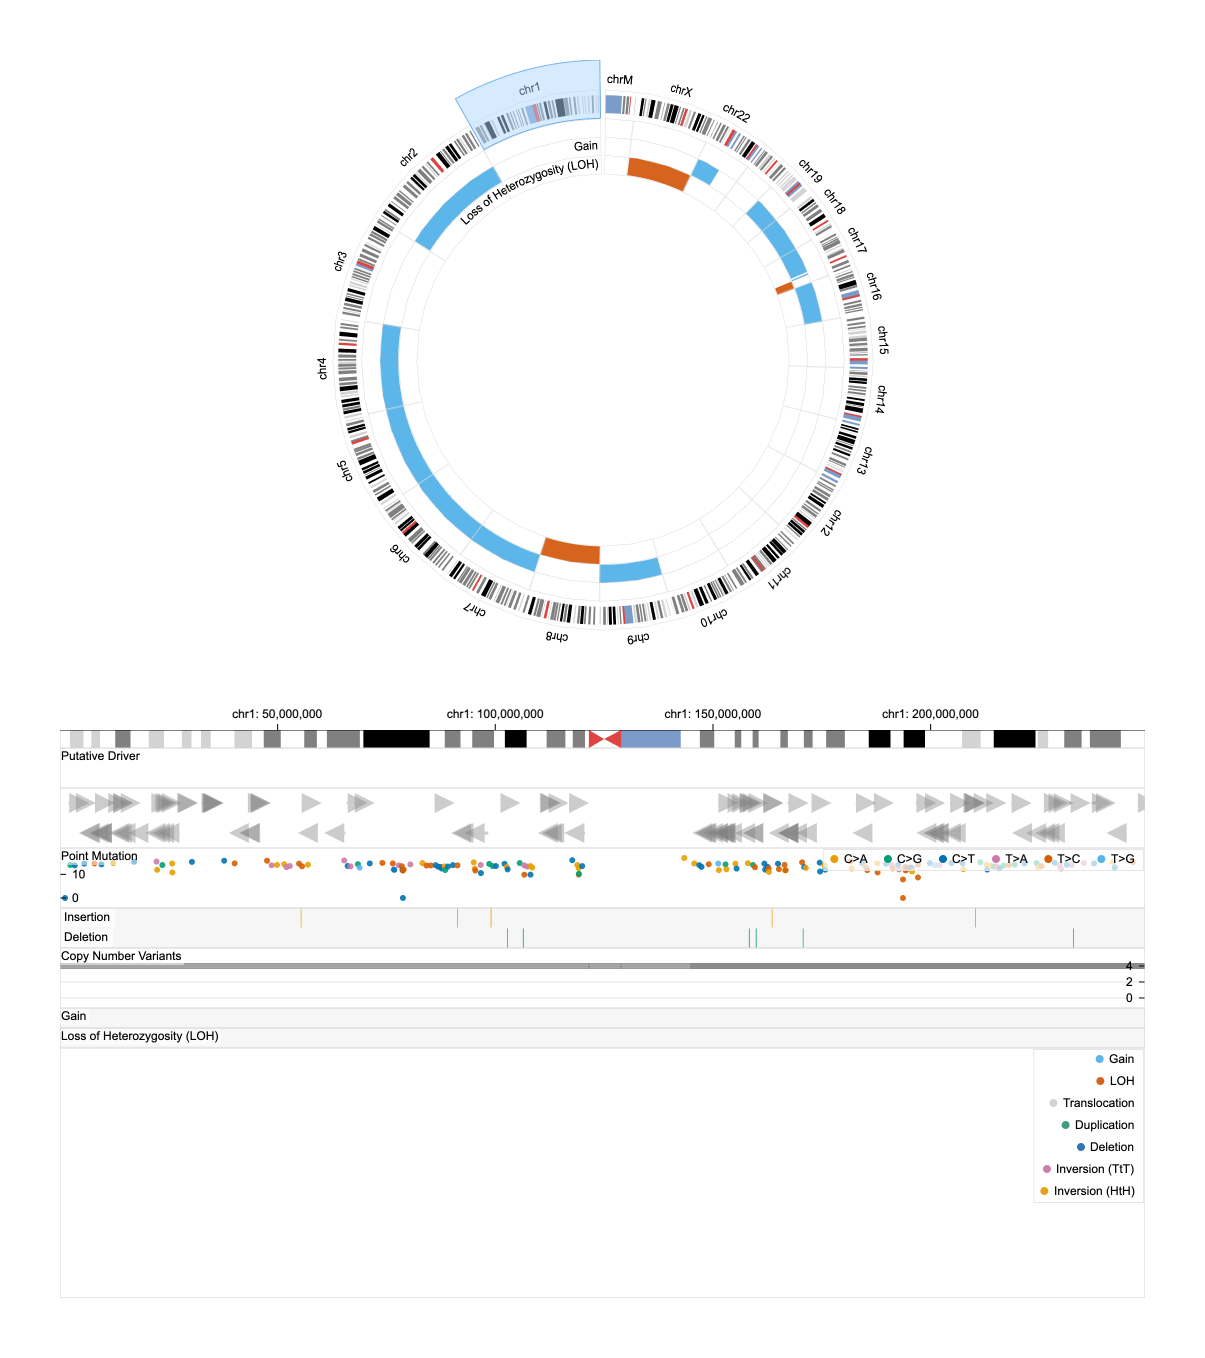 chrM
chrX
chr1
chr22
chr2
Gain
chr19
Loss of Heterozygosity (LOH)
chr18
chr17
chr3
chr16
chr15
chr4
chr14
chr13
chr5
chr12
chr6
chr11
chr7
chr10
chr8
chr9
chr1: 50,000,000 chr1: 100,000,000 chr1: 150,000,000 chr1: 200,000,000
Putative Driver
Point Mutation
C>A C>G C>T T>A T>C T>G
10
0
Insertion
Deletion
Copy Number Variants
4
2
0
Gain
Loss of Heterozygosity (LOH)
Gain
LOH
Translocation
Duplication
Deletion
Inversion (TtT)
Inversion (HtH)